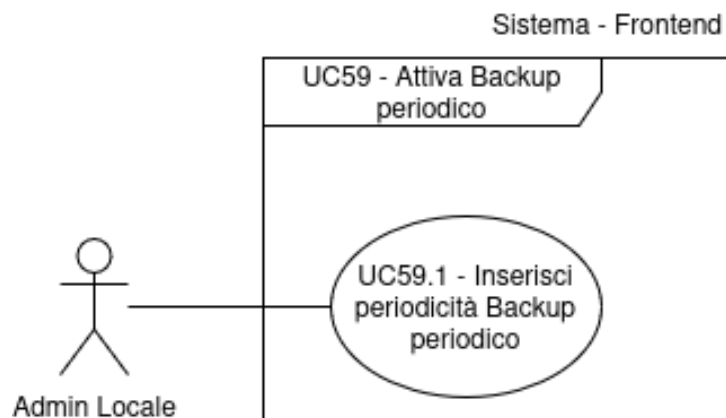 Sistema - Frontend
UC59 - Attiva Backup
periodico
UC59.1 - Inserisci
periodicità Backup
periodico
Admin Locale